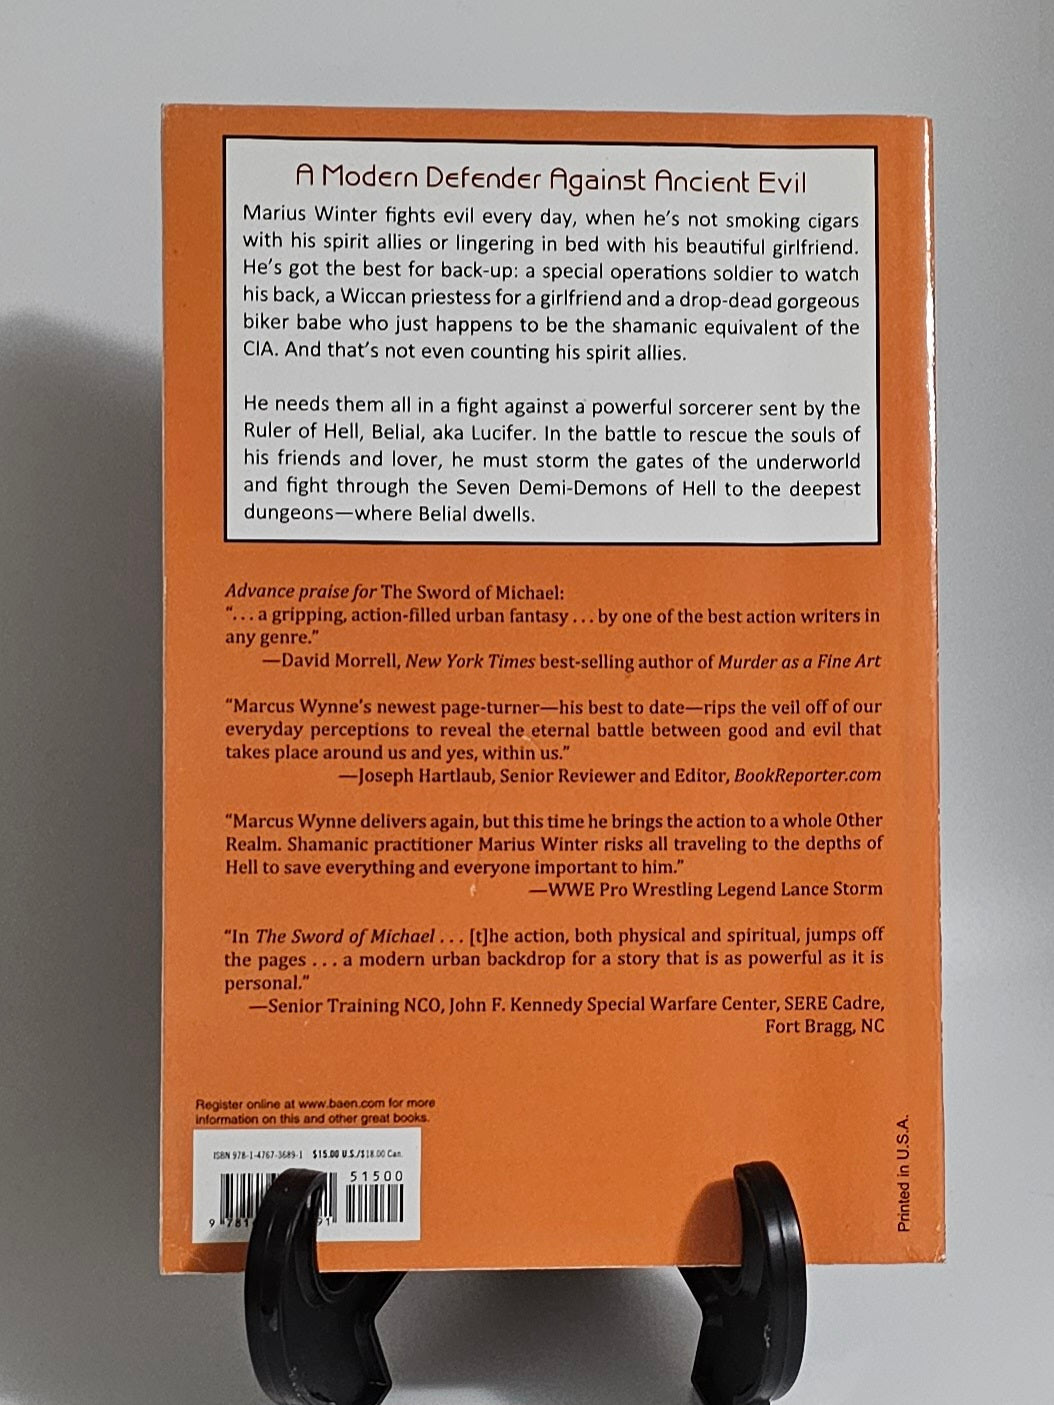 A Modern Defender Against Ancient Evil
Marius Winter fights evil every day, when he's not smoking cigars
with his spirit allies or lingering in bed with his beautiful girlfriend.
He's got the best for back-up: a special operations soldier to watch
his back, a Wiccan priestess for a girlfriend and a drop-dead gorgeous
biker babe who just happens to be the shamanic equivalent of the
CIA. And that's not even counting his spirit allies.
He needs them all in a fight against a powerful sorcerer sent by the
Ruler of Hell, Belial, aka Lucifer. In the battle to rescue the souls of
his friends and lover, he must storm the gates of the underworld
and fight through the Seven Demi-Demons of Hell to the deepest
dungeons—where Belial dwells.
Advance praise for The Sword of Michael:
“. . . a gripping, action-filled urban fantasy . . . by one of the best action writers in
any genre.”
—David Morrell, New York Times best-selling author of Murder as a Fine Art
“Marcus Wynne's newest page-turner—his best to date—rips the veil off of our
everyday perceptions to reveal the eternal battle between good and evil that
takes place around us and yes, within us.”
—Joseph Hartlaub, Senior Reviewer and Editor, BookReporter.com
“Marcus Wynne delivers again, but this time he brings the action to a whole Other
Realm. Shamanic practitioner Marius Winter risks all traveling to the depths of
Hell to save everything and everyone important to him.”
—WWE Pro Wrestling Legend Lance Storm
“In The Sword of Michael . . . [t]he action, both physical and spiritual, jumps off
the pages . . . a modern urban backdrop for a story that is as powerful as it is
personal.”
—Senior Training NCO, John F. Kennedy Special Warfare Center, SERE Cadre,
Fort Bragg, NC
Register online at www.baen.com for more
information on this and other great books.
ISBN 978-1-4767-3689-1 $15.00 U.S./$18.00 Can.
51500
9 781
91
Printed in U.S.A.